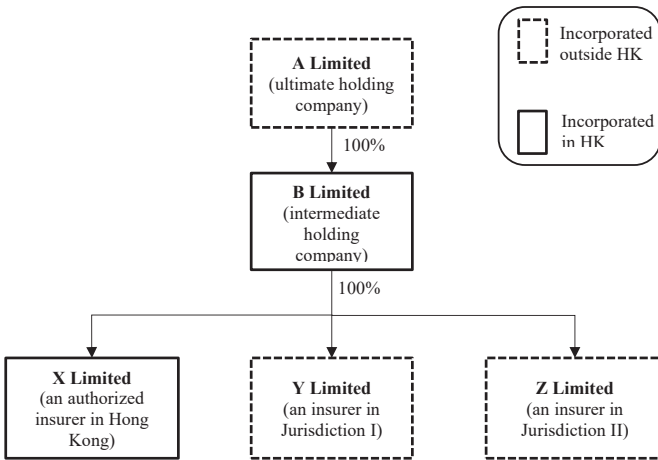 A Limited
(ultimate holding
company)
Incorporated
outside HK
Incorporated
in HK
100%
B Limited
(intermediate
holding
company)
100%
X Limited
(an authorized
insurer in Hong
Kong)
Y Limited
(an insurer in
Jurisdiction I)
Z Limited
(an insurer in
Jurisdiction II)